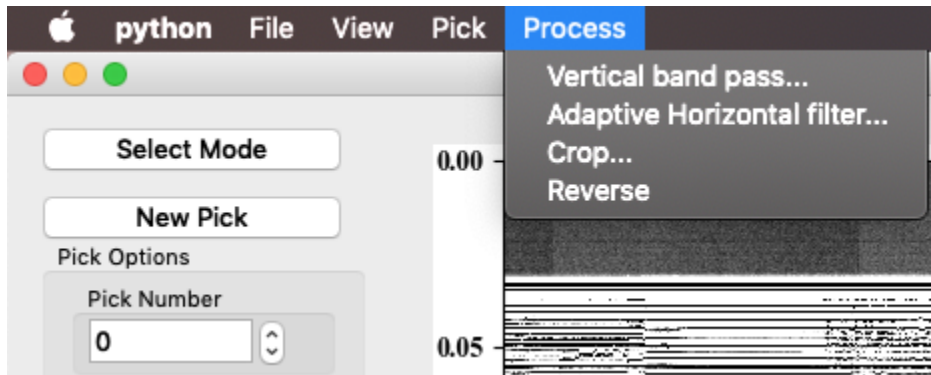 python File View Pick Process
Vertical band pass...
Adaptive Horizontal filter...
Crop...
Reverse
Select Mode
New Pick
Pick Options
Pick Number
0
0.00
0.05